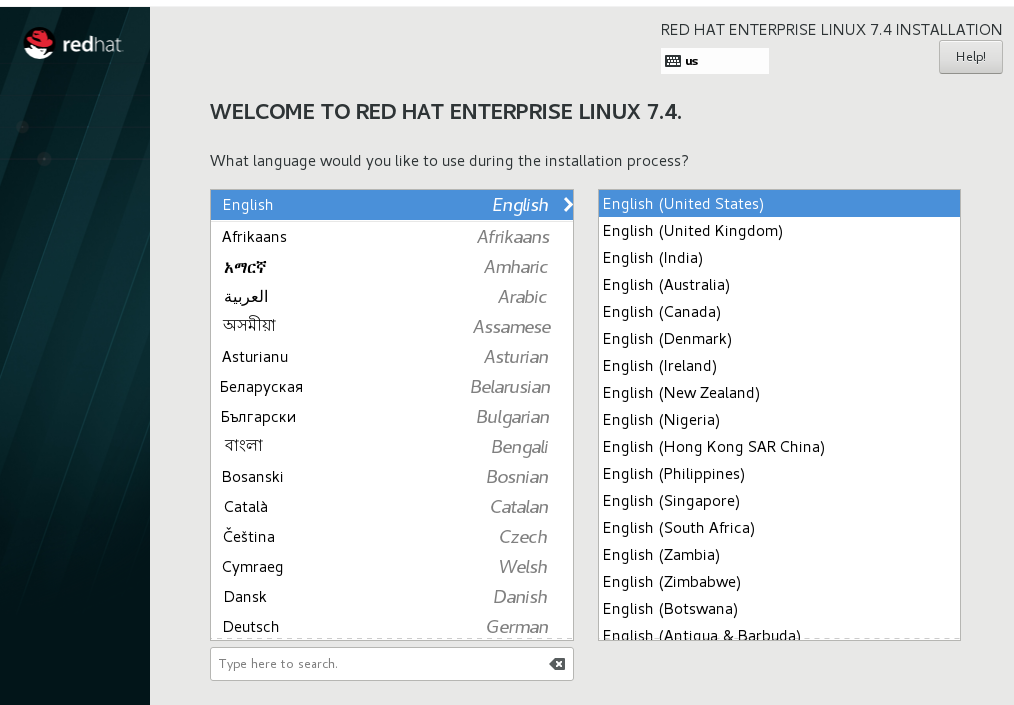 redhat
RED HAT ENTERPRISE LINUX 7.4 INSTALLATION
us
Help!
WELCOME TO RED HAT ENTERPRISE LINUX 7.4.
What language would you like to use during the installation process?
English English
Afrikaans Afrikaans
አማርኛ Amharic
العربية Arabic
অসমীয়া Assamese
Asturianu Asturian
Беларуская Belarusian
Български Bulgarian
বাংলা Bengali
Bosanski Bosnian
Català Catalan
Čeština Czech
Cymraeg Welsh
Dansk Danish
Deutsch German
Type here to search.
English (United States)
English (United Kingdom)
English (India)
English (Australia)
English (Canada)
English (Denmark)
English (Ireland)
English (New Zealand)
English (Nigeria)
English (Hong Kong SAR China)
English (Philippines)
English (Singapore)
English (South Africa)
English (Zambia)
English (Zimbabwe)
English (Botswana)
English (Antigua & Barbuda)